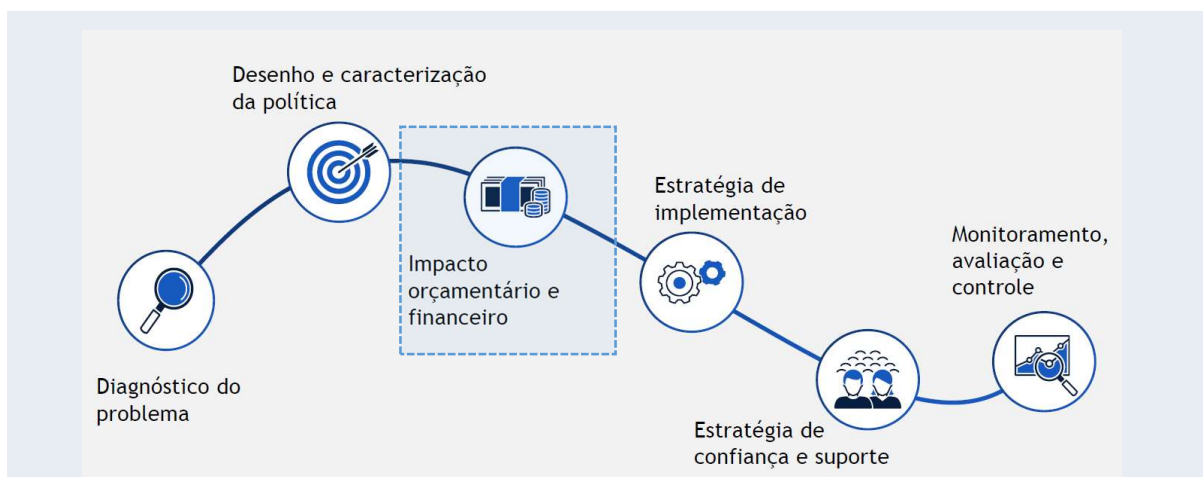 Desenho e caracterização
da política
Impacto
orçamentário e
financeiro
Estratégia de
implementação
Monitoramento,
avaliação e
controle
Diagnóstico do
problema
Estratégia de
confiança e suporte